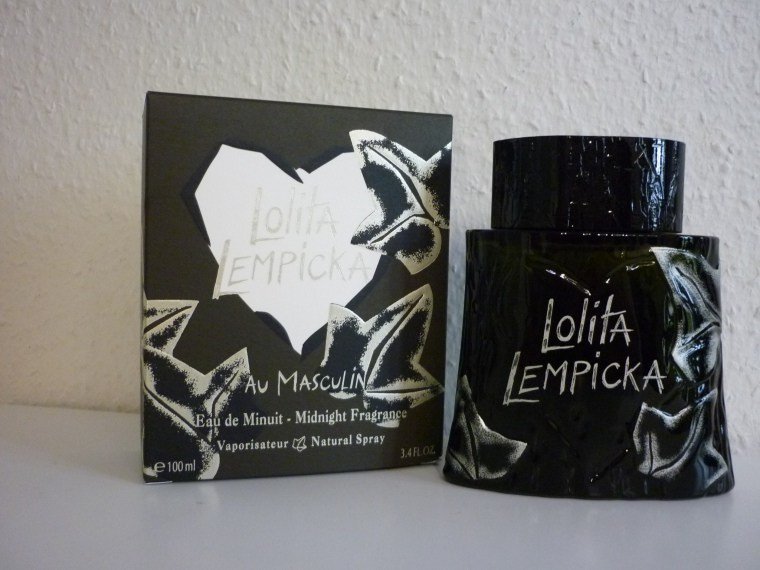 Lolita
LEMPICKA
AU MASCULIN
Eau de Minuit - Midnight Fragrance
Vaporisateur Natural Spray
e 100 ml
3.4 FL.OZ.
Lolita
LEMPICKA